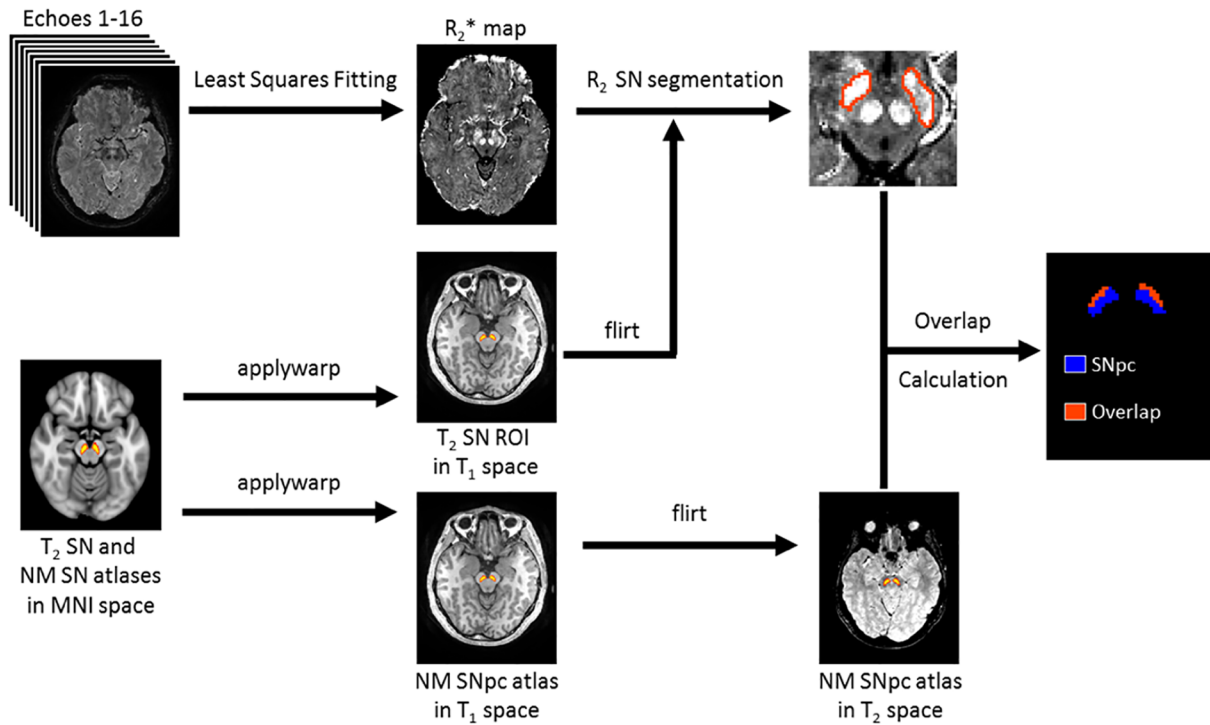 Echoes 1-16
R₂* map
Least Squares Fitting
R₂ SN segmentation
flirt
applywarp
Overlap
Calculation
SNpc
Overlap
T₂ SN ROI
in T₁ space
applywarp
flirt
T₂ SN and
NM SN atlases
in MNI space
NM SNpc atlas
in T₁ space
NM SNpc atlas
in T₂ space